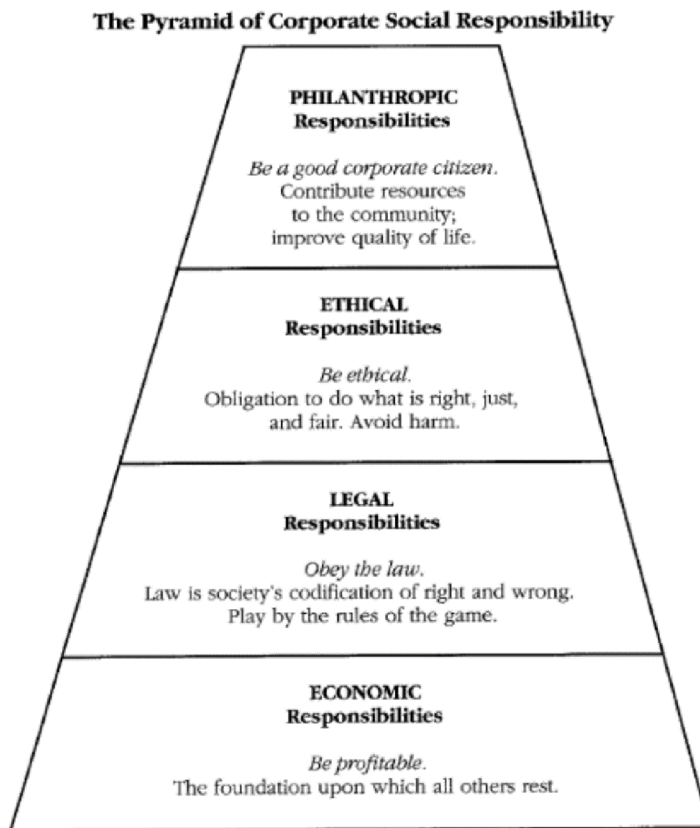 The Pyramid of Corporate Social Responsibility
PHILANTHROPIC
Responsibilities
Be a good corporate citizen.
Contribute resources
to the community;
improve quality of life.
ETHICAL
Responsibilities
Be ethical.
Obligation to do what is right, just,
and fair. Avoid harm.
LEGAL
Responsibilities
Obey the law.
Law is society's codification of right and wrong.
Play by the rules of the game.
ECONOMIC
Responsibilities
Be profitable.
The foundation upon which all others rest.